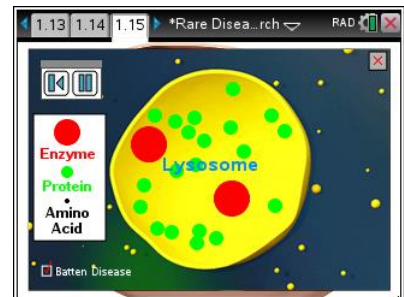 1.13 1.14 1.15 *Rare Disea...rch RAD
Enzyme
Protein
Amino
Acid
Lysosome
Batten Disease